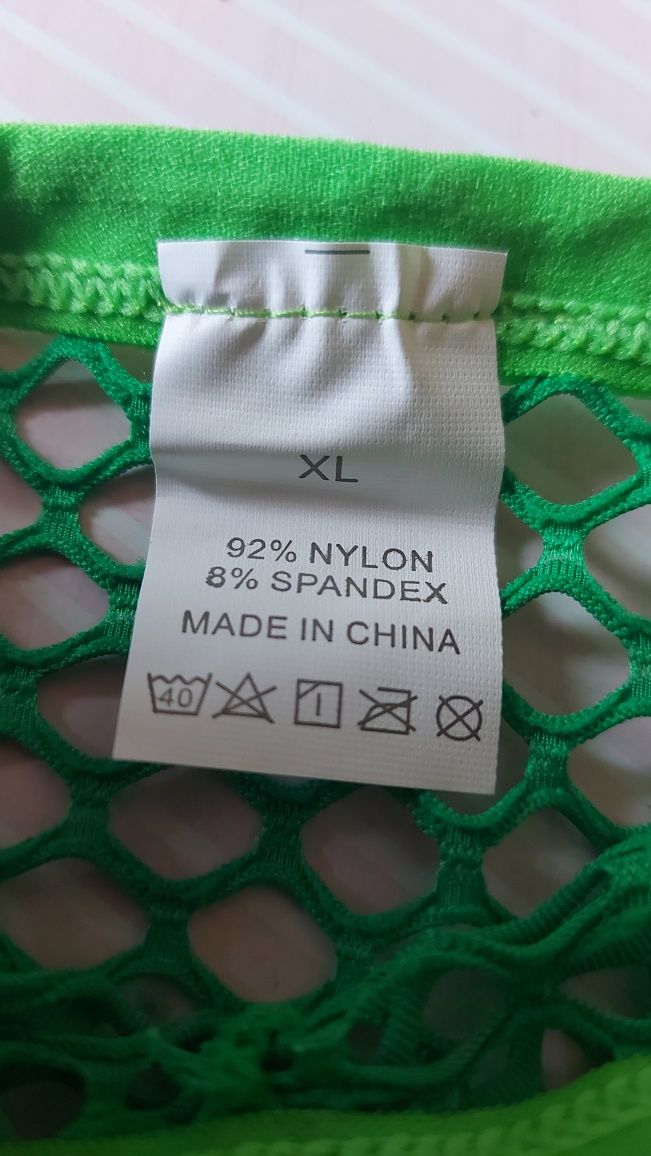 XL
92% NYLON
8% SPANDEX
MADE IN CHINA
40